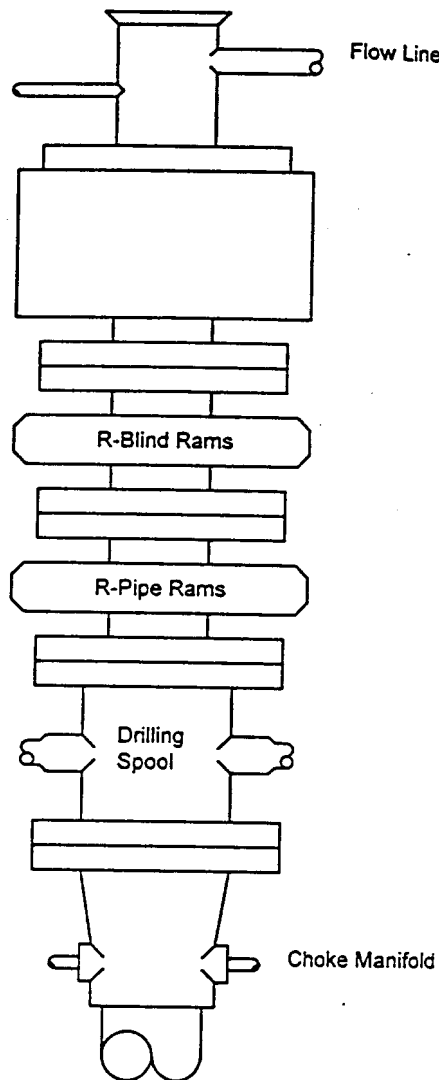 Flow Line
R-Blind Rams
R-Pipe Rams
Drilling
Spool
Choke Manifold